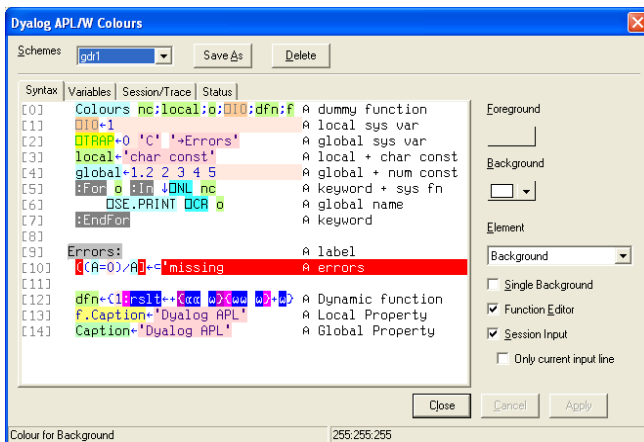 Dyalog APL/W Colours
Schemes gdr1 Save As Delete
Syntax Variables Session/Trace Status
[0] Colours nc;local;o;⎕IO;dfn;f ⍝ dummy function
[1] ⎕IO←1 ⍝ local sys var
[2] ⎕TRAP←0 'C' '→Errors' ⍝ global sys var
[3] local←'char const' ⍝ local + char const
[4] global←1.2 2 3 4 5 ⍝ global + num const
[5] :For o :In ↓⎕NL nc ⍝ keyword + sys fn
[6] ⎕SE.PRINT ⎕CR o ⍝ global name
[7] :EndFor ⍝ keyword
[8]
[9] Errors: ⍝ label
[10] ((A=0)/A]←⊂'missing ⍝ errors
[11]
[12] dfn←{1:rslt←+{⍺⍺ ⍵}{⍵⍵ ⍵}+⍵} ⍝ Dynamic function
[13] f.Caption←'Dyalog APL' ⍝ Local Property
[14] Caption←'Dyalog APL' ⍝ Global Property
Foreground
Background
Element
Background
Single Background
Function Editor
Session Input
Only current input line
Close Cancel Apply
Colour for Background 255:255:255